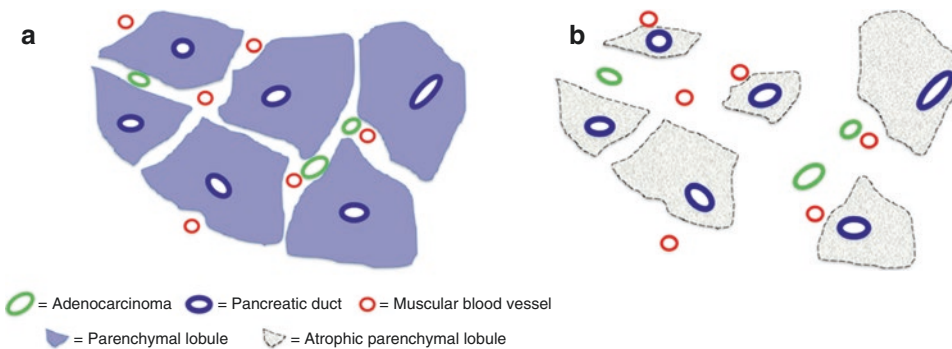 a
b
= Adenocarcinoma = Pancreatic duct = Muscular blood vessel
= Parenchymal lobule = Atrophic parenchymal lobule